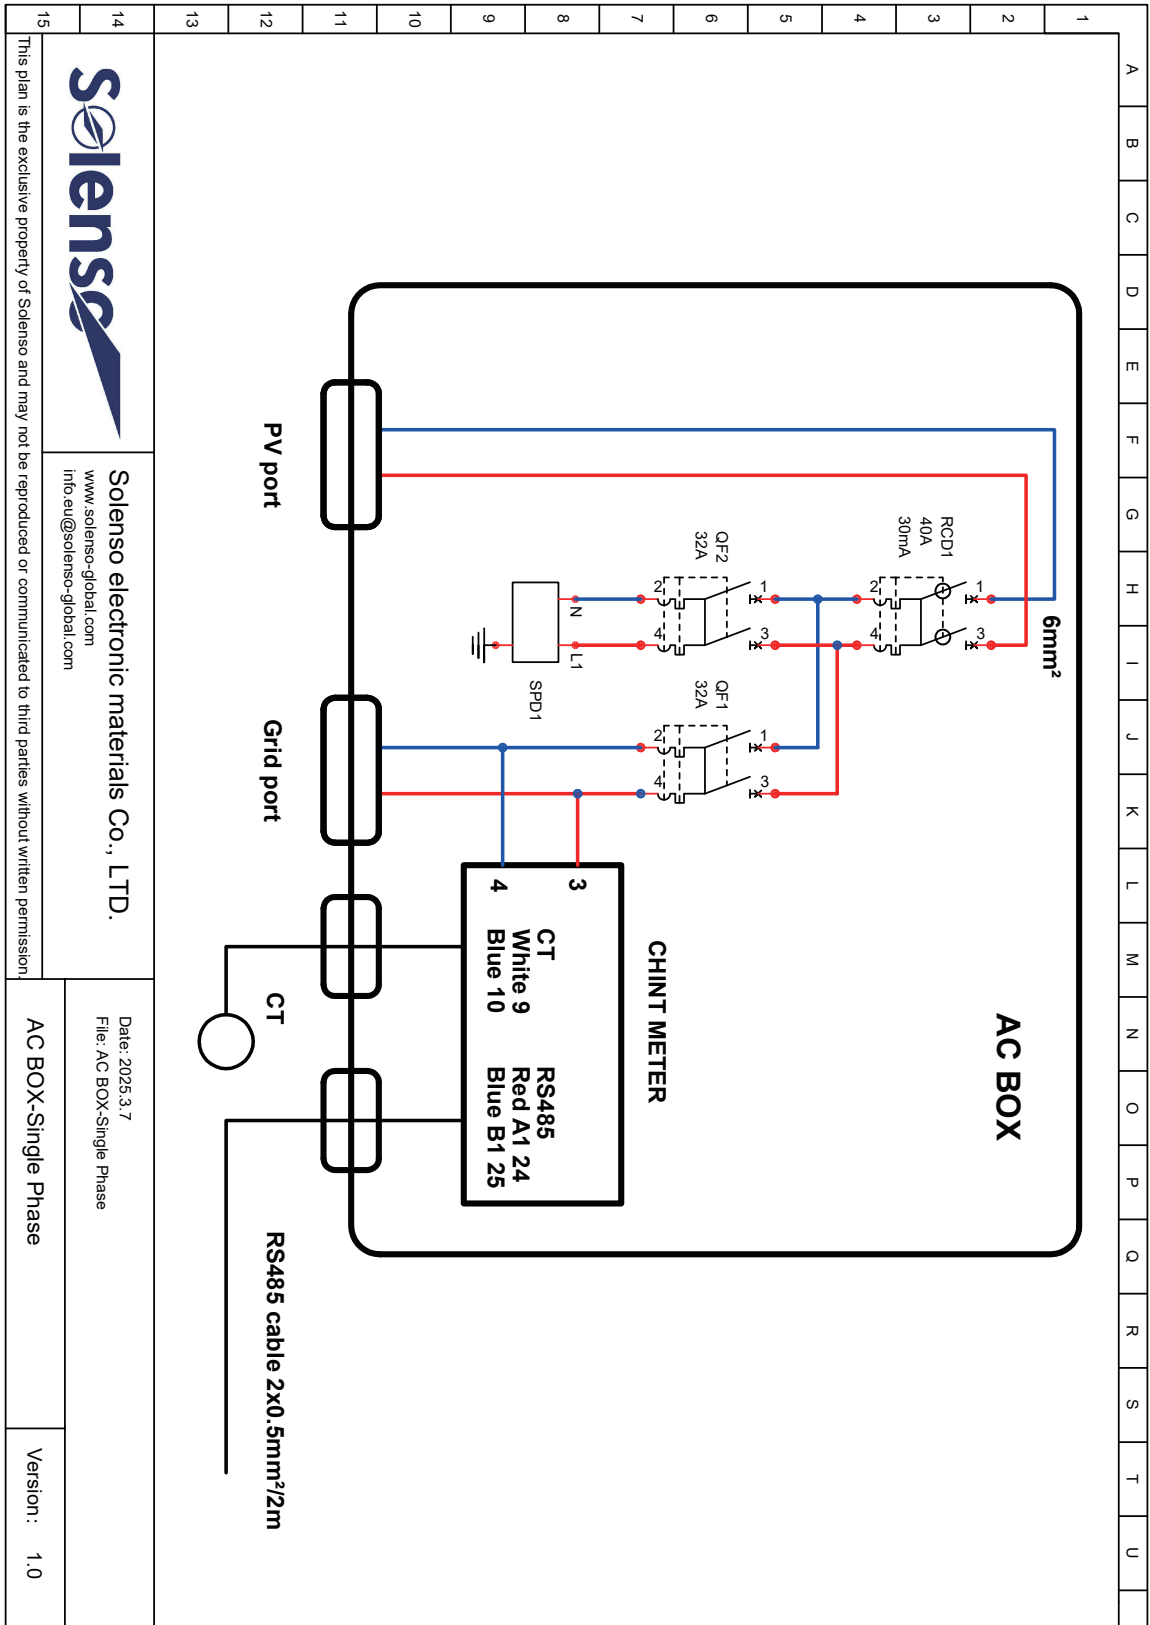 A B C D E F G H I J K L M N O P Q R S T U
1
2
3
4
5
6
7
8
9
10
11
12
13
14
15
AC BOX
6mm²
RCD1
40A
30mA
1 3
2 4
QF2
32A
1 3
2 4
QF1
32A
1 3
2 4
N L1
SPD1
CHINT METER
3
4
CT
White 9
Blue 10
RS485
Red A1 24
Blue B1 25
PV port
Grid port
CT
RS485 cable 2x0.5mm²/2m
Solenso
Solenso electronic materials Co., LTD.
www.solenso-global.com
info.eu@solenso-global.com
Date: 2025.3.7
File: AC BOX-Single Phase
AC BOX-Single Phase
Version: 1.0
This plan is the exclusive property of Solenso and may not be reproduced or communicated to third parties without written permission.